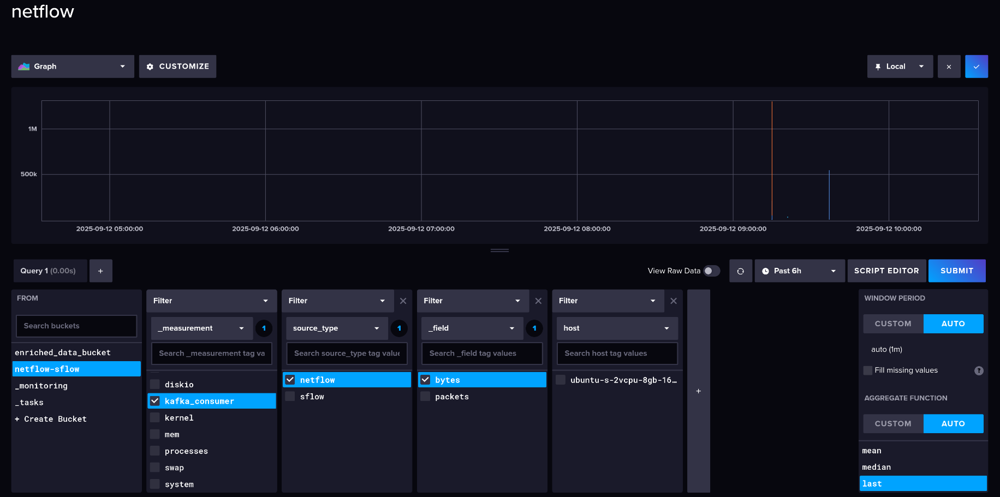 netflow
Graph
CUSTOMIZE
Local
1M
500k
2025-09-12 05:00:00
2025-09-12 06:00:00
2025-09-12 07:00:00
2025-09-12 08:00:00
2025-09-12 09:00:00
2025-09-12 10:00:00
Query 1 (0.00s)
+
View Raw Data
Past 6h
SCRIPT EDITOR
SUBMIT
FROM
Search buckets
enriched_data_bucket
netflow-sflow
_monitoring
_tasks
+ Create Bucket
Filter
_measurement
1
Search _measurement tag va
diskio
kafka_consumer
kernel
mem
processes
swap
system
Filter
source_type
1
Search source_type tag value
netflow
sflow
Filter
_field
1
Search _field tag values
bytes
packets
Filter
host
Search host tag values
ubuntu-s-2vcpu-8gb-16…
+
WINDOW PERIOD
CUSTOM
AUTO
auto (1m)
Fill missing values
?
AGGREGATE FUNCTION
CUSTOM
AUTO
mean
median
last